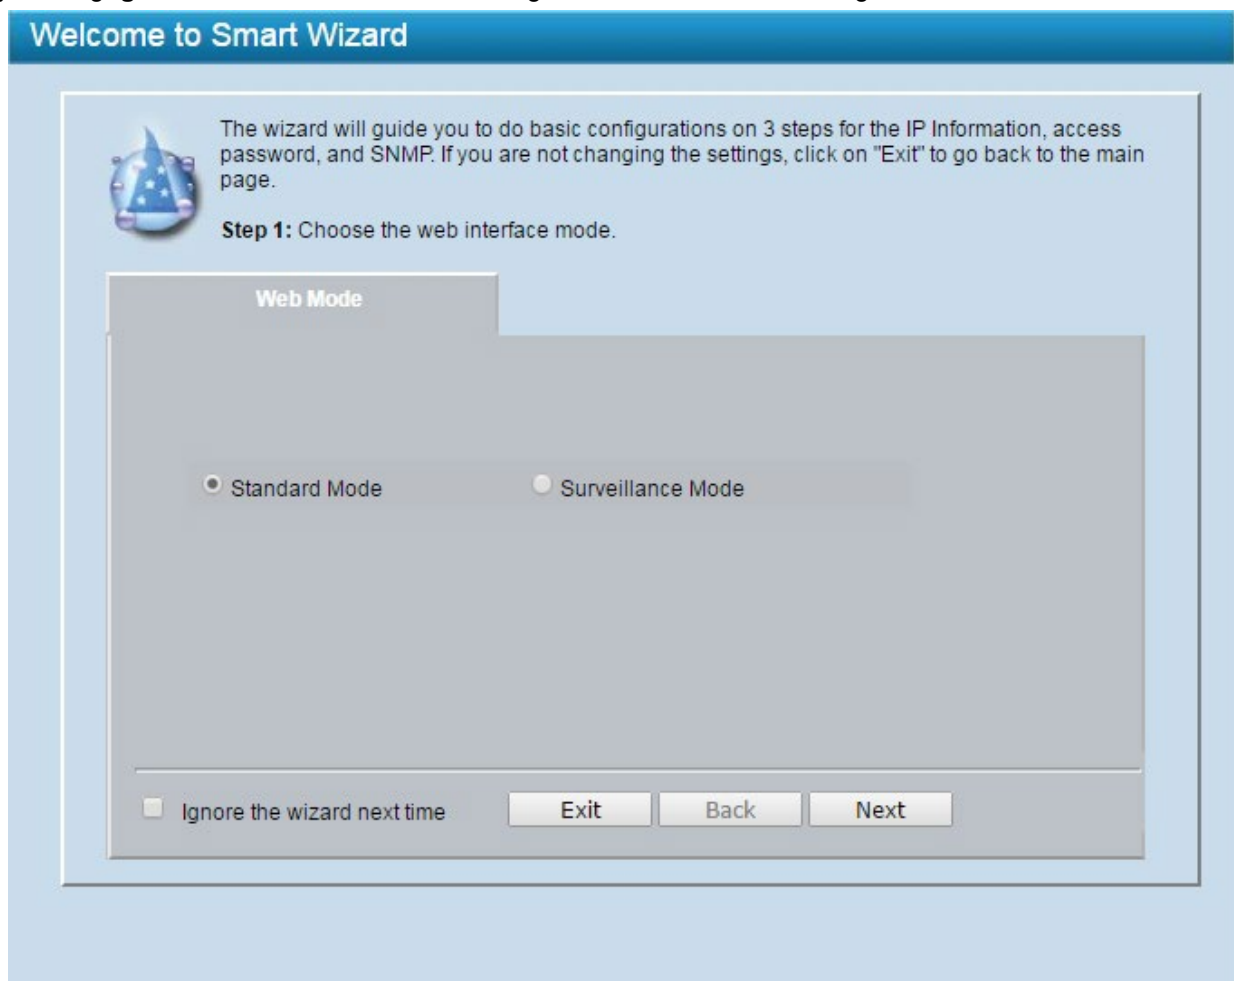 Welcome to Smart Wizard
The wizard will guide you to do basic configurations on 3 steps for the IP Information, access
password, and SNMP. If you are not changing the settings, click on "Exit" to go back to the main
page.
Step 1: Choose the web interface mode.
Web Mode
Standard Mode Surveillance Mode
Ignore the wizard next time Exit Back Next